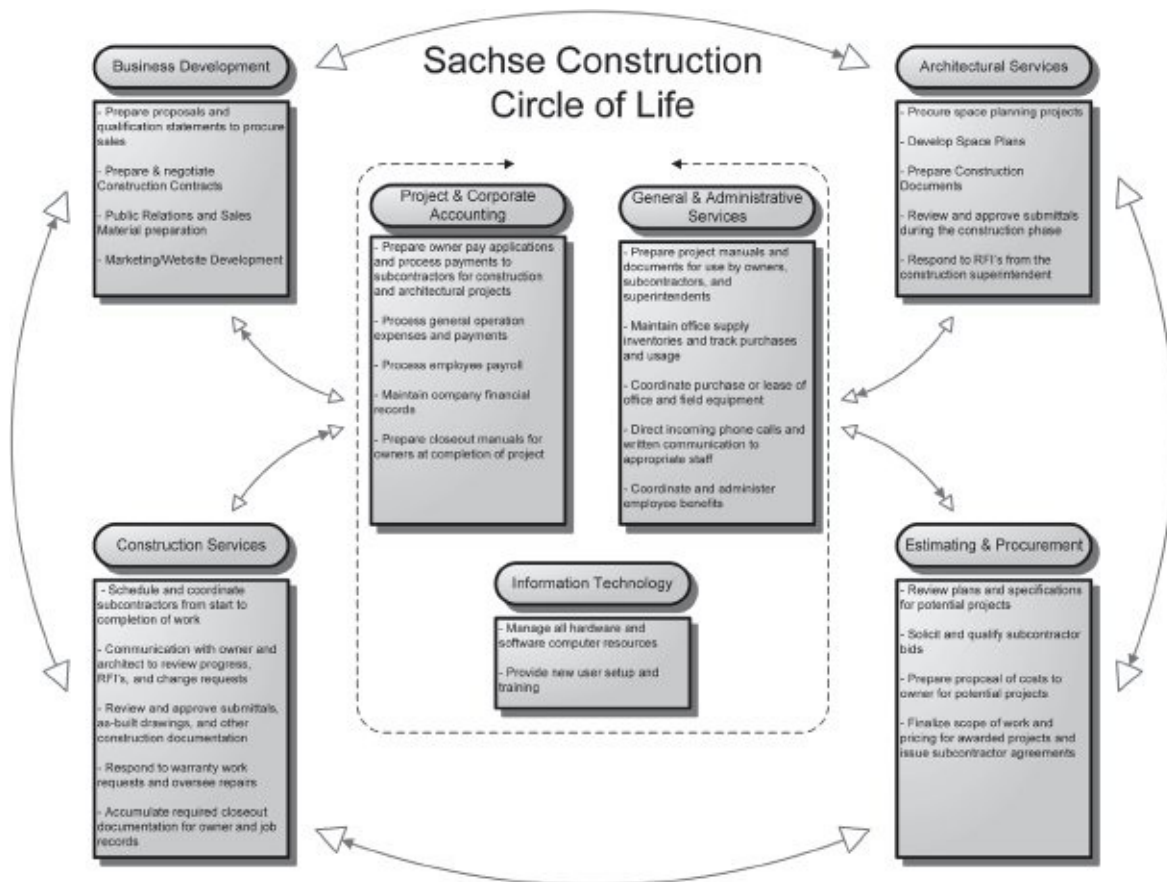 Sachse Construction
Circle of Life
Business Development
- Prepare proposals and
qualification statements to procure
sales
- Prepare & negotiate
Construction Contracts
- Public Relations and Sales
Material preparation
- Marketing/Website Development
Architectural Services
- Procure space planning projects
- Develop Space Plans
- Prepare Construction
Documents
- Review and approve submittals
during the construction phase
- Respond to RFI's from the
construction superintendent
Project & Corporate
Accounting
- Prepare owner pay applications
and process payments to
subcontractors for construction
and architectural projects
- Process general operation
expenses and payments
- Process employee payroll
- Maintain company financial
records
- Prepare closeout manuals for
owners at completion of project
General & Administrative
Services
- Prepare project manuals and
documents for use by owners,
subcontractors, and
superintendents
- Maintain office supply
inventories and track purchases
and usage
- Coordinate purchase or lease of
office and field equipment
- Direct incoming phone calls and
written communication to
appropriate staff
- Coordinate and administer
employee benefits
Construction Services
- Schedule and coordinate
subcontractors from start to
completion of work
- Communication with owner and
architect to review progress,
RFI's, and change requests
- Review and approve submittals,
as-built drawings, and other
construction documentation
- Respond to warranty work
requests and oversee repairs
- Accumulate required closeout
documentation for owner and job
records
Information Technology
- Manage all hardware and
software computer resources
- Provide new user setup and
training
Estimating & Procurement
- Review plans and specifications
for potential projects
- Solicit and qualify subcontractor
bids
- Prepare proposal of costs to
owner for potential projects
- Finalize scope of work and
pricing for awarded projects and
issue subcontractor agreements